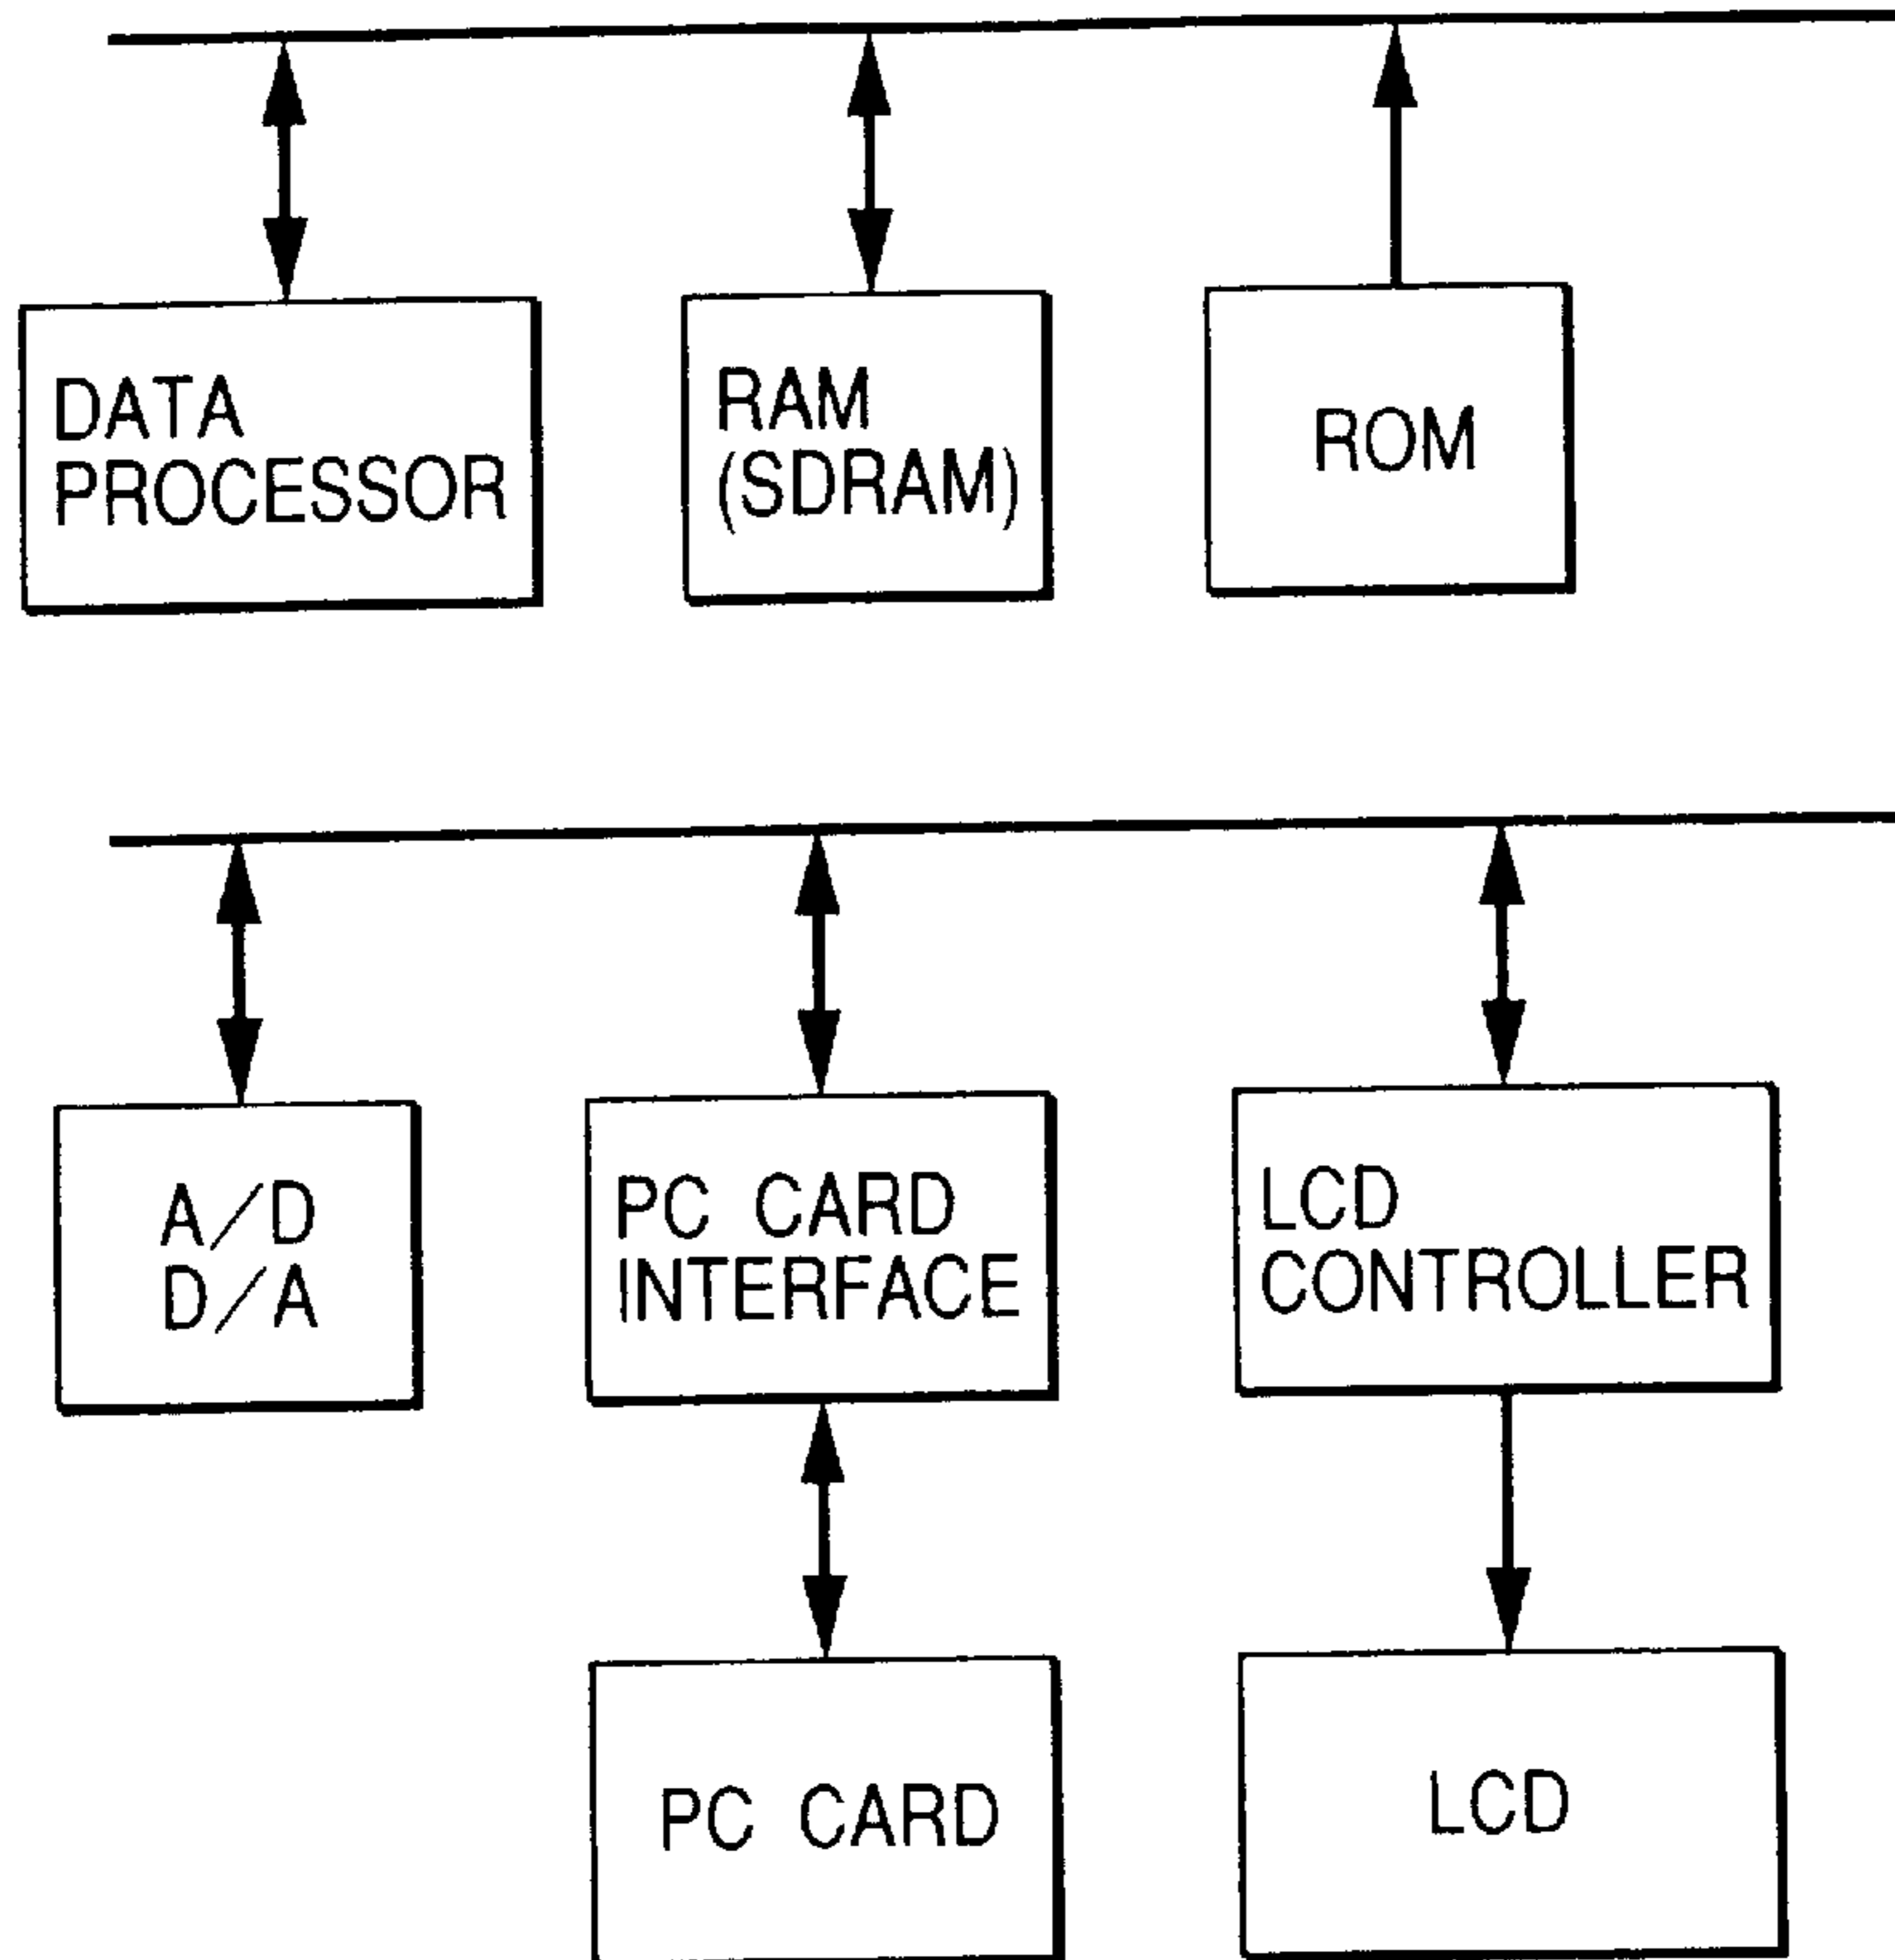 DATA
PROCESSOR
RAM
(SDRAM)
ROM
A/D
D/A
PC CARD
INTERFACE
LCD
CONTROLLER
PC CARD
LCD